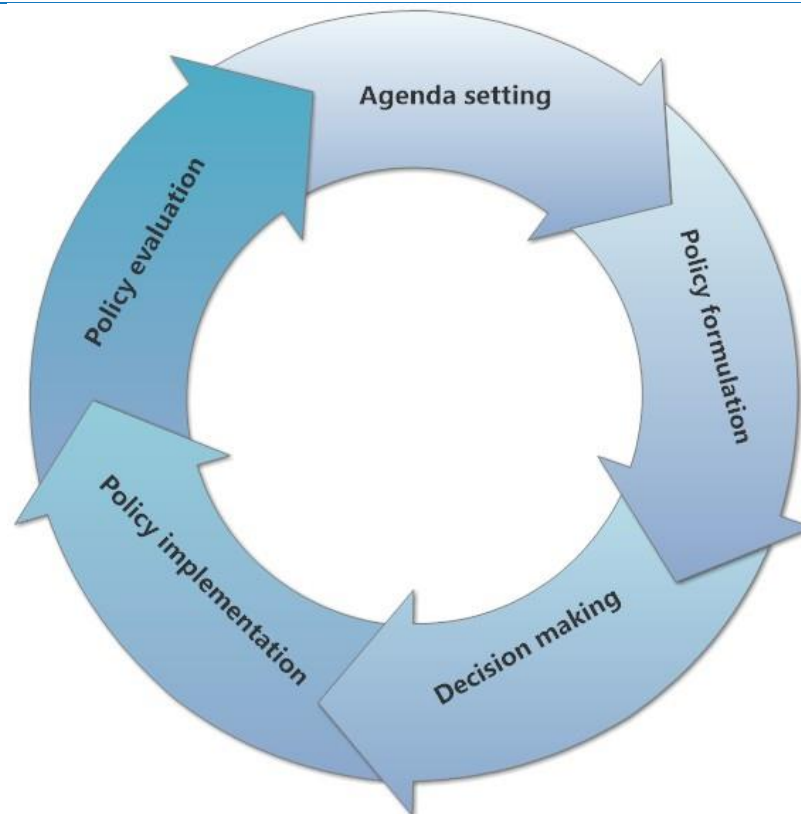 Agenda setting
Policy formulation
Decision making
Policy implementation
Policy evaluation